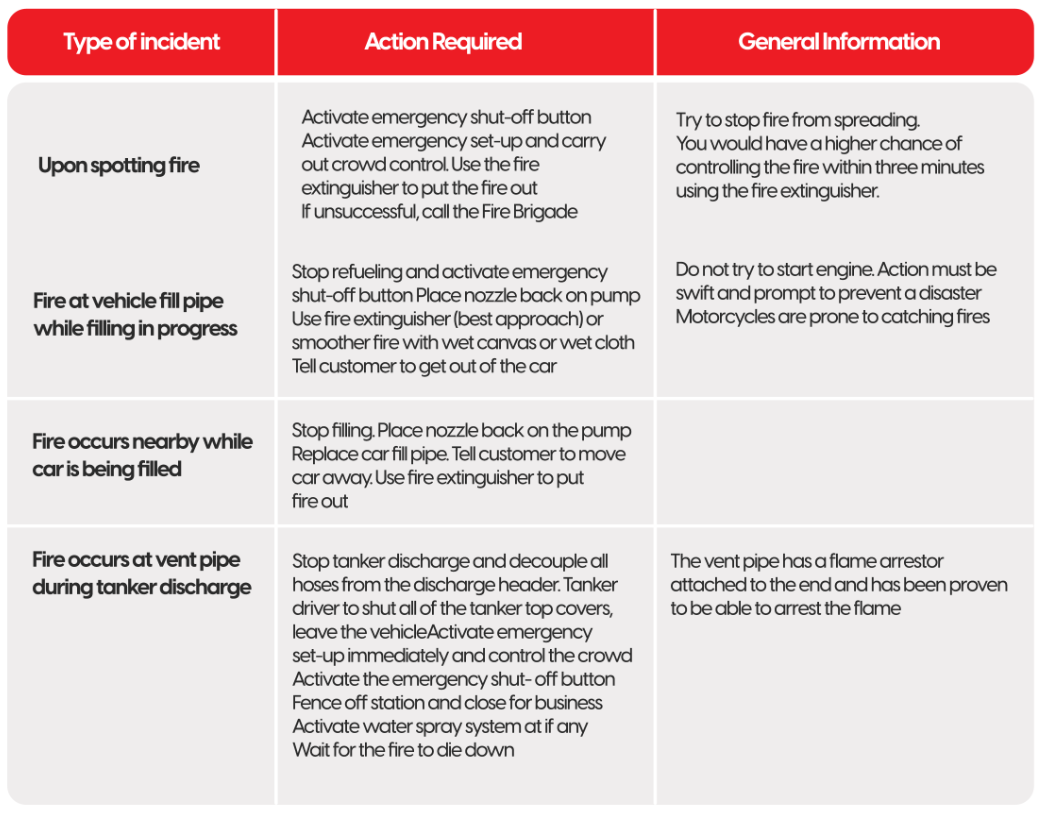 Type of incident
Action Required
General Information
Upon spotting fire
Activate emergency shut-off button
Activate emergency set-up and carry
out crowd control. Use the fire
extinguisher to put the fire out
If unsuccessful, call the Fire Brigade
Try to stop fire from spreading.
You would have a higher chance of
controlling the fire within three minutes
using the fire extinguisher.
Fire at vehicle fill pipe
while filling in progress
Stop refueling and activate emergency
shut-off button Place nozzle back on pump
Use fire extinguisher (best approach) or
smoother fire with wet canvas or wet cloth
Tell customer to get out of the car
Do not try to start engine. Action must be
swift and prompt to prevent a disaster
Motorcycles are prone to catching fires
Fire occurs nearby while
car is being filled
Stop filling. Place nozzle back on the pump
Replace car fill pipe. Tell customer to move
car away. Use fire extinguisher to put
fire out
Fire occurs at vent pipe
during tanker discharge
Stop tanker discharge and decouple all
hoses from the discharge header. Tanker
driver to shut all of the tanker top covers,
leave the vehicleActivate emergency
set-up immediately and control the crowd
Activate the emergency shut- off button
Fence off station and close for business
Activate water spray system at if any
Wait for the fire to die down
The vent pipe has a flame arrestor
attached to the end and has been proven
to be able to arrest the flame